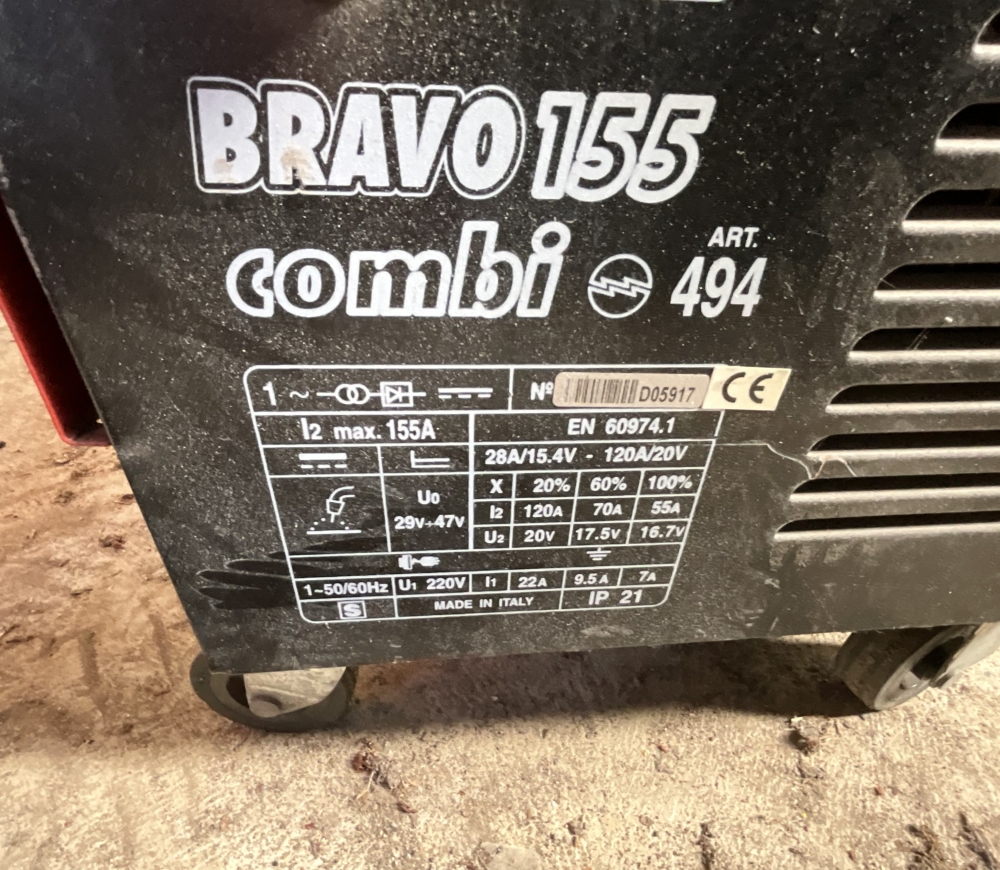 BRAVO 155
combi
ART. 494
1 ~ Nº D05917 CE
I2 max. 155A EN 60974.1
28A/15.4V - 120A/20V
X 20% 60% 100%
U0 29V÷47V
I2 120A 70A 55A
U2 20V 17.5V 16.7V
1~50/60Hz U1 220V I1 22A 9.5A 7A
S MADE IN ITALY IP 21